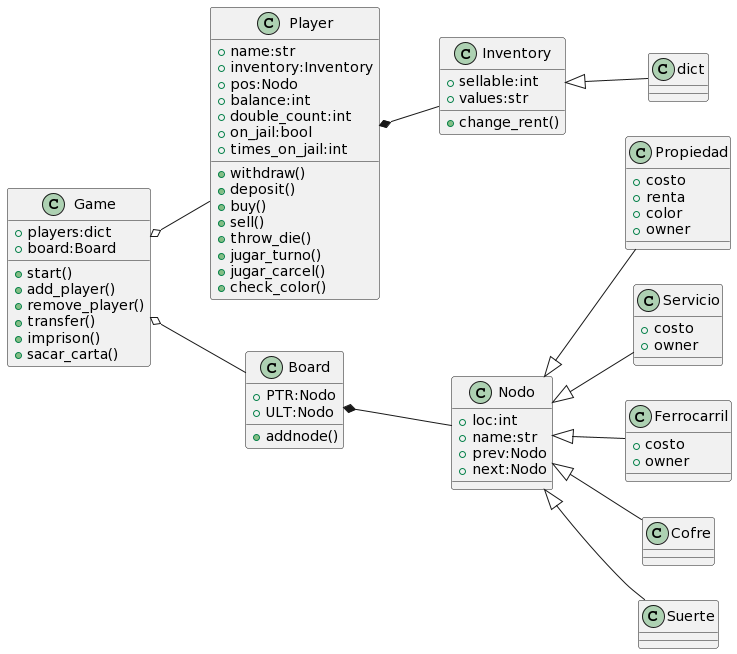 C Game
players:dict
board:Board
start()
add_player()
remove_player()
transfer()
imprison()
sacar_carta()
C Player
name:str
inventory:Inventory
pos:Nodo
balance:int
double_count:int
on_jail:bool
times_on_jail:int
withdraw()
deposit()
buy()
sell()
throw_die()
jugar_turno()
jugar_carcel()
check_color()
C Board
PTR:Nodo
ULT:Nodo
addnode()
C Inventory
sellable:int
values:str
change_rent()
C Nodo
loc:int
name:str
prev:Nodo
next:Nodo
C dict
C Propiedad
costo
renta
color
owner
C Servicio
costo
owner
C Ferrocarril
costo
owner
C Cofre
C Suerte